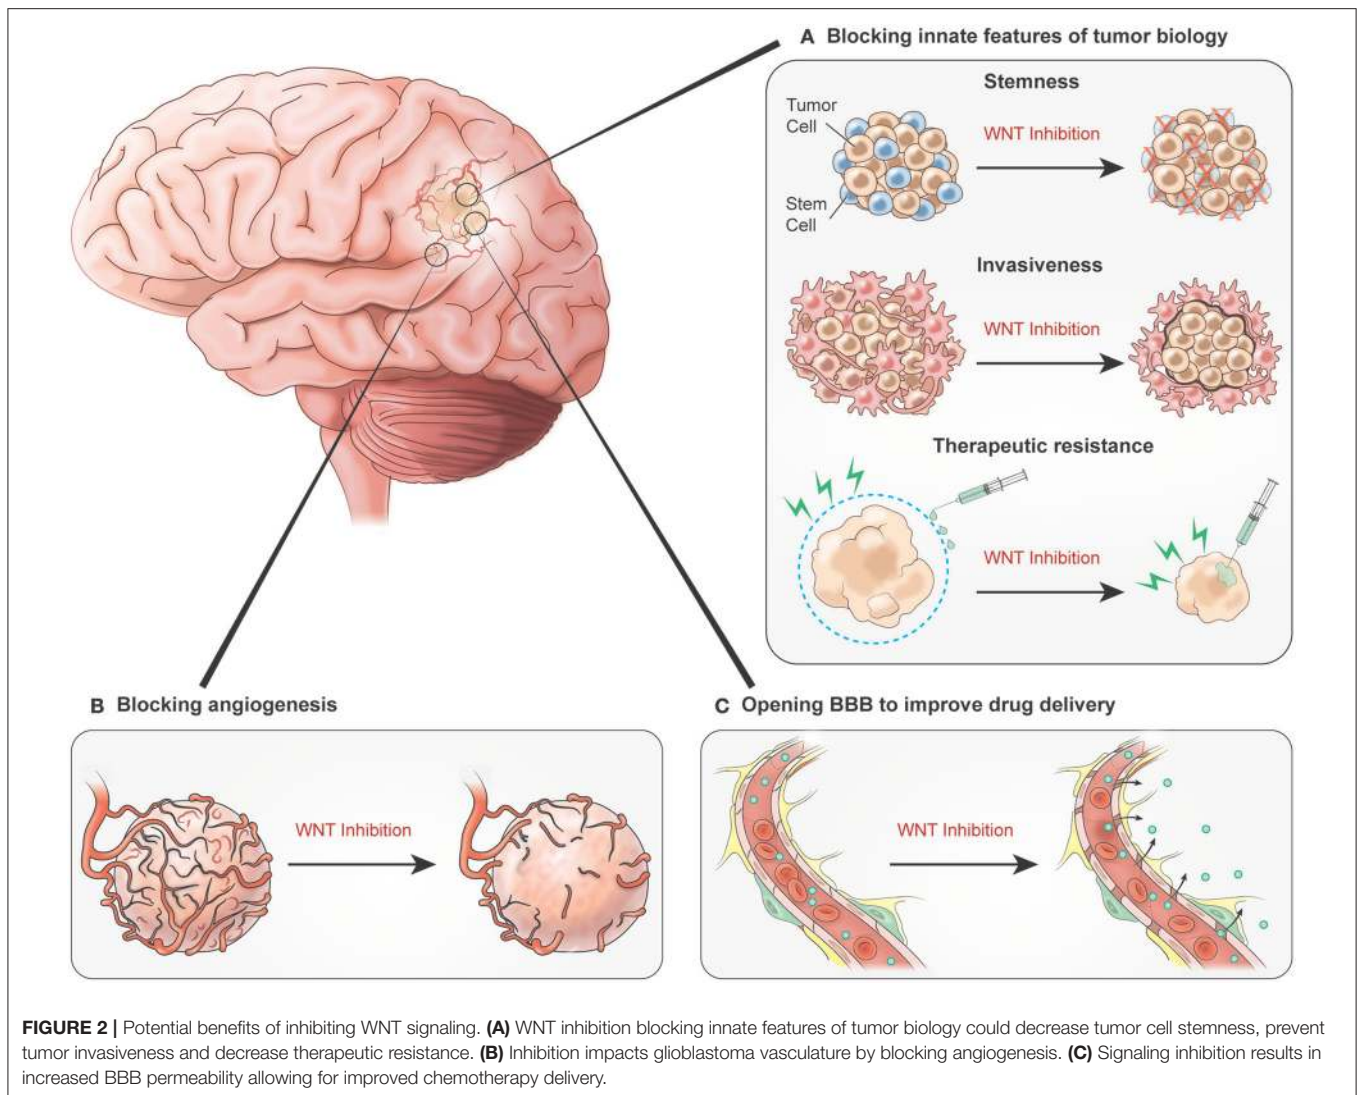 A Blocking innate features of tumor biology
Stemness
Tumor
Cell
WNT Inhibition
Stem
Cell
Invasiveness
WNT Inhibition
Therapeutic resistance
WNT Inhibition
B Blocking angiogenesis
WNT Inhibition
C Opening BBB to improve drug delivery
WNT Inhibition
FIGURE 2 | Potential benefits of inhibiting WNT signaling. (A) WNT inhibition blocking innate features of tumor biology could decrease tumor cell stemness, prevent
tumor invasiveness and decrease therapeutic resistance. (B) Inhibition impacts glioblastoma vasculature by blocking angiogenesis. (C) Signaling inhibition results in
increased BBB permeability allowing for improved chemotherapy delivery.